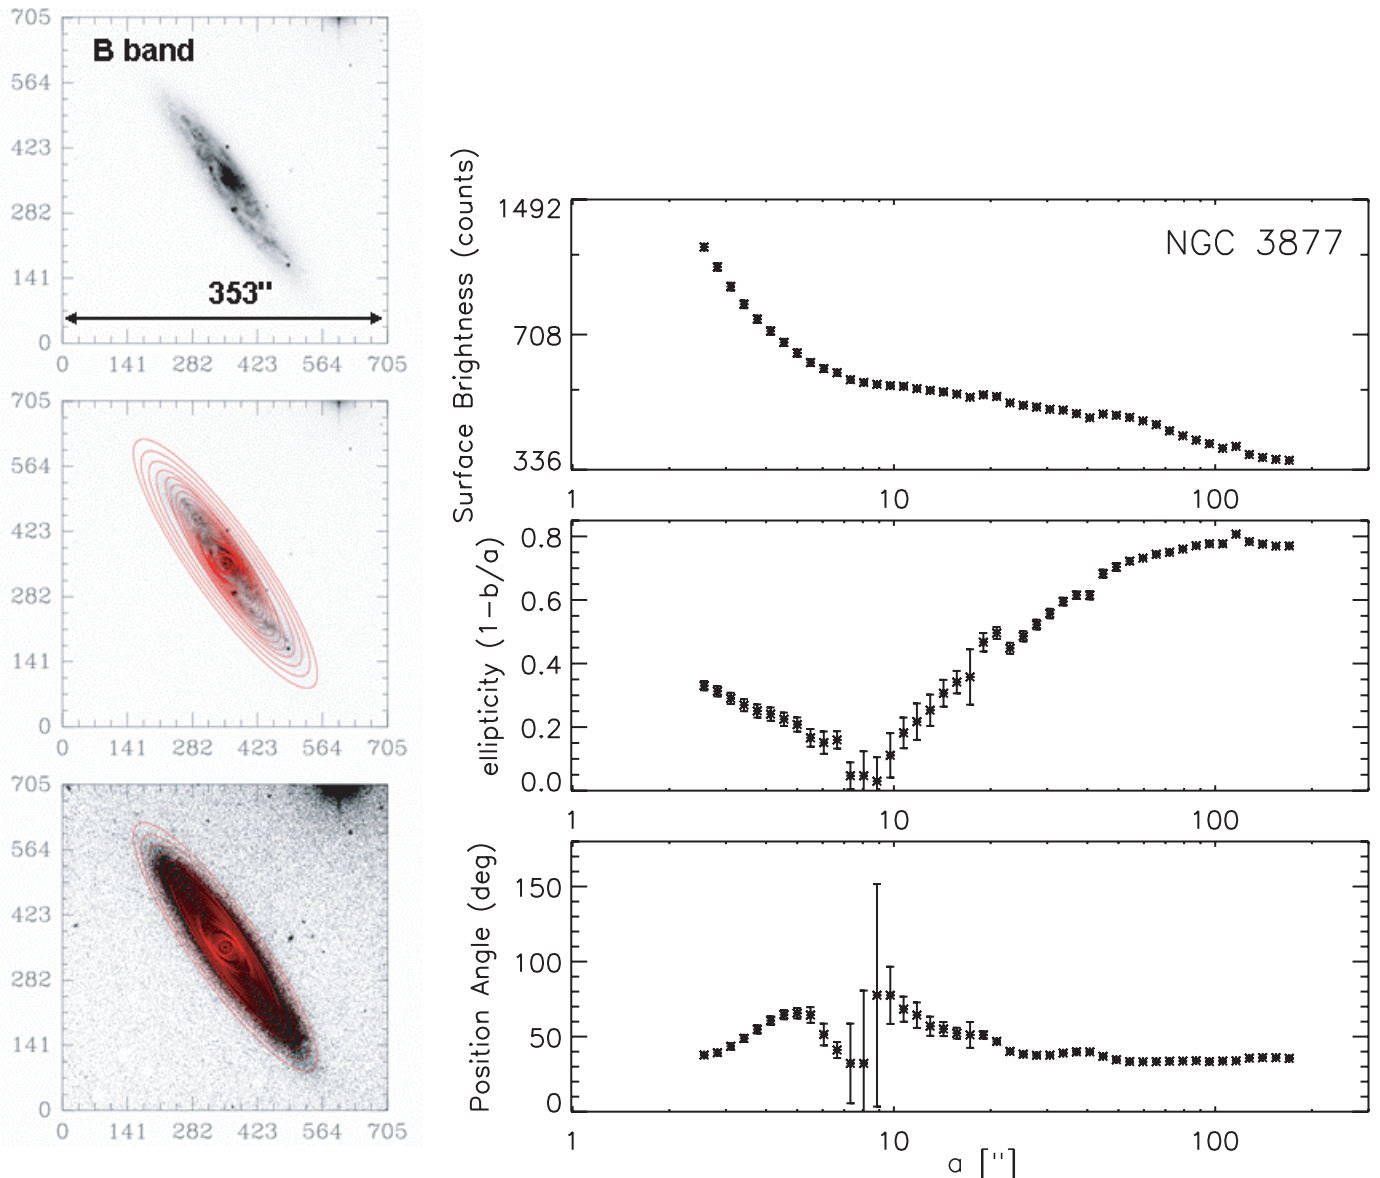 705
B band
564
423
282
141
353"
0
0 141 282 423 564 705
705
564
423
282
141
0
0 141 282 423 564 705
705
564
423
282
141
0
0 141 282 423 564 705
Surface Brightness (counts)
1492
NGC 3877
708
336
1 10 100
ellipticity (1-b/a)
0.8
0.6
0.4
0.2
0.0
1 10 100
Position Angle (deg)
150
100
50
0
1 10 100
a ["]